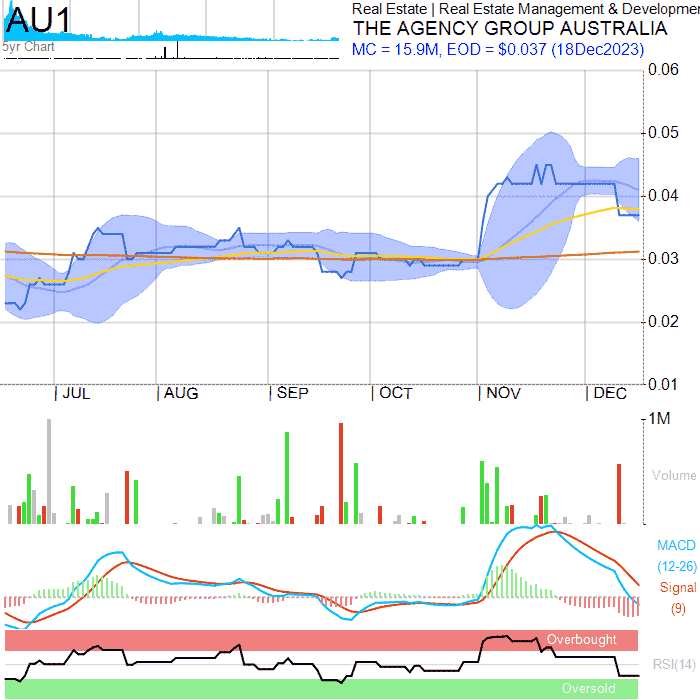 AU1
5yr Chart
Real Estate | Real Estate Management & Developmen
THE AGENCY GROUP AUSTRALIA
MC = 15.9M, EOD = $0.037 (18Dec2023)
0.06
0.05
0.04
0.03
0.02
0.01
JUL
AUG
SEP
OCT
NOV
DEC
1M
Volume
MACD
(12-26)
Signal
(9)
Overbought
RSI(14)
Oversold